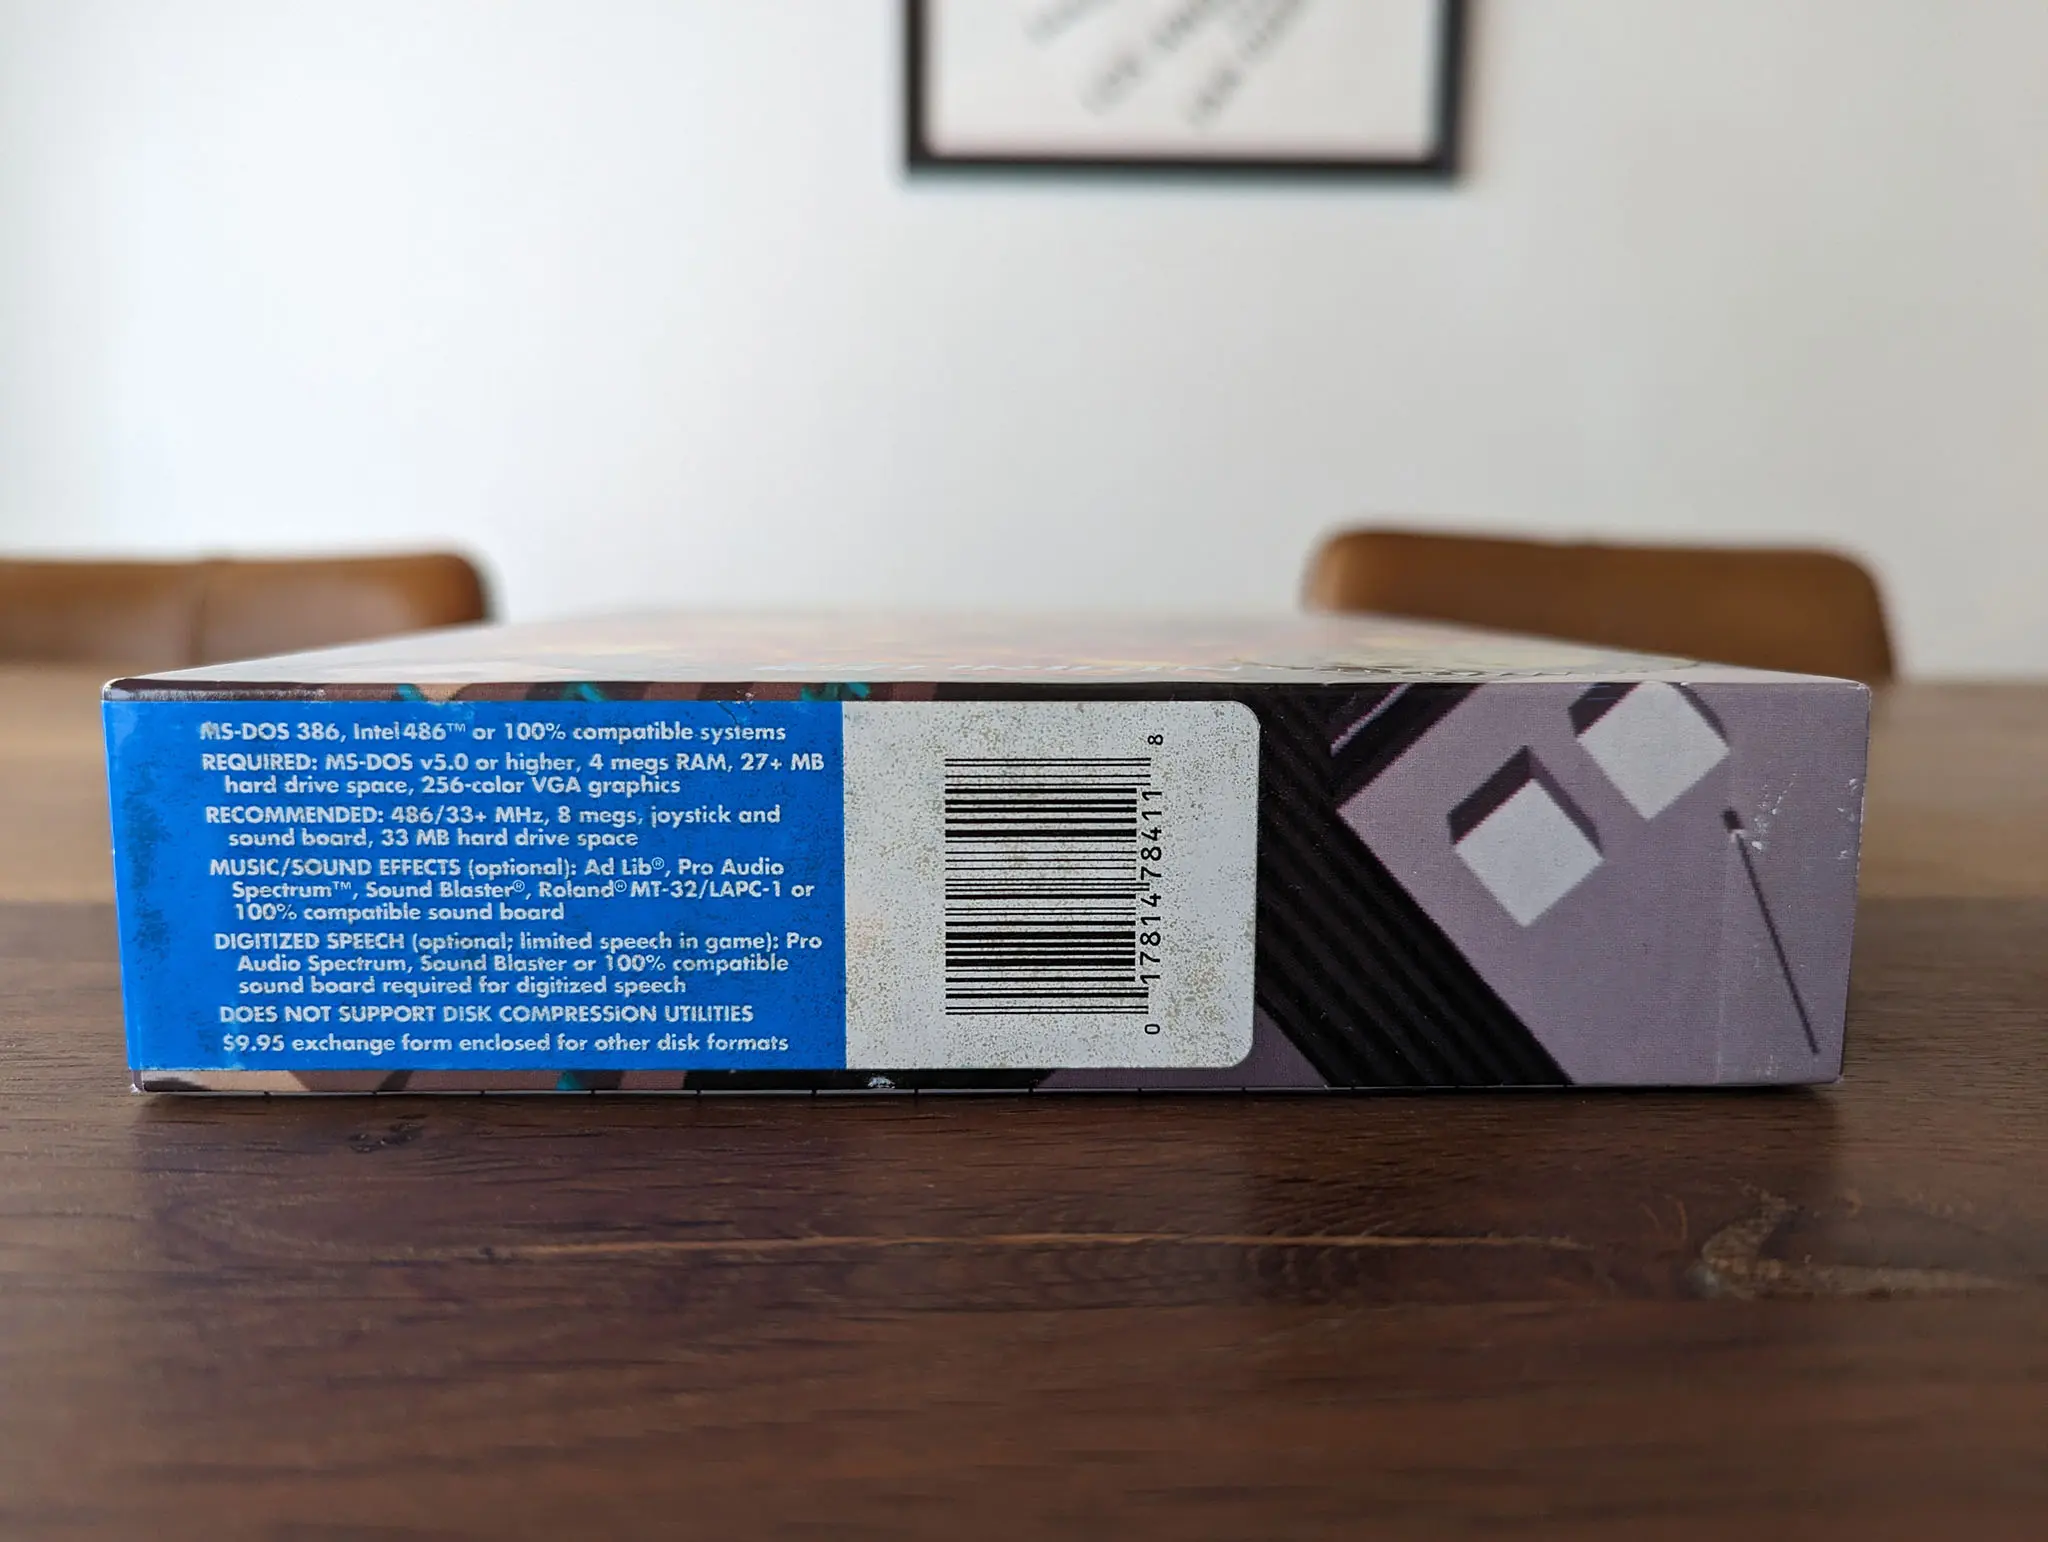 MS-DOS 386, Intel486™ or 100% compatible systems
REQUIRED: MS-DOS v5.0 or higher, 4 megs RAM, 27+ MB
hard drive space, 256-color VGA graphics
RECOMMENDED: 486/33+ MHz, 8 megs, joystick and
sound board, 33 MB hard drive space
MUSIC/SOUND EFFECTS (optional): Ad Lib®, Pro Audio
Spectrum™, Sound Blaster®, Roland® MT-32/LAPC-1 or
100% compatible sound board
DIGITIZED SPEECH (optional; limited speech in game): Pro
Audio Spectrum, Sound Blaster or 100% compatible
sound board required for digitized speech
DOES NOT SUPPORT DISK COMPRESSION UTILITIES
$9.95 exchange form enclosed for other disk formats
0 17814 78411 8